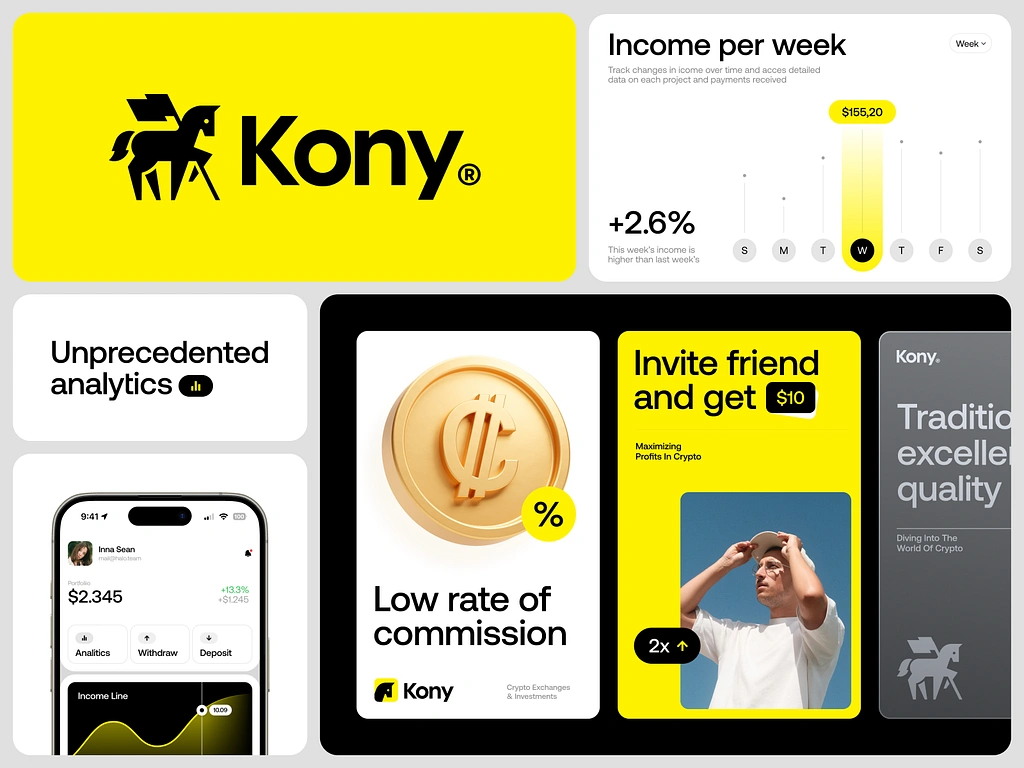 Kony®
Income per week
Week
Track changes in icome over time and acces detailed
data on each project and payments received
$155,20
+2.6%
This week's income is
higher than last week's
S M T W T F S
Unprecedented
analytics
9:41
100
Inna Sean
mail@halo.team
Portfolio
$2.345
+13.3%
+$1.245
Analitics Withdraw Deposit
Income Line
10.09
%
Low rate of
commission
Kony
Crypto Exchanges
& Investments
Invite friend
and get $10
Maximizing
Profits In Crypto
2x
Kony®
Traditio
excellen
quality
Diving Into The
World Of Crypto